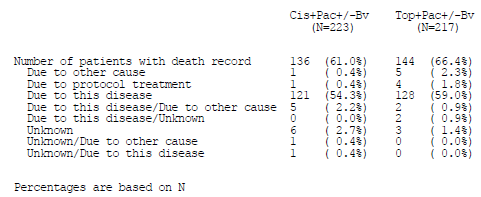 Cis+Pac+/-Bv Top+Pac+/-Bv
(N=223) (N=217)
Number of patients with death record 136 (61.0%) 144 (66.4%)
Due to other cause 1 ( 0.4%) 5 ( 2.3%)
Due to protocol treatment 1 ( 0.4%) 4 ( 1.8%)
Due to this disease 121 (54.3%) 128 (59.0%)
Due to this disease/Due to other cause 5 ( 2.2%) 2 ( 0.9%)
Due to this disease/Unknown 0 ( 0.0%) 2 ( 0.9%)
Unknown 6 ( 2.7%) 3 ( 1.4%)
Unknown/Due to other cause 1 ( 0.4%) 0 ( 0.0%)
Unknown/Due to this disease 1 ( 0.4%) 0 ( 0.0%)
Percentages are based on N